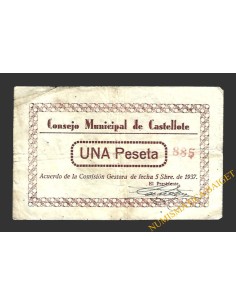 Consejo Municipal de Castellote
UNA Peseta
885
Acuerdo de la Comisión Gestora de fecha 5 Sbre. de 1937.
El Presidente,